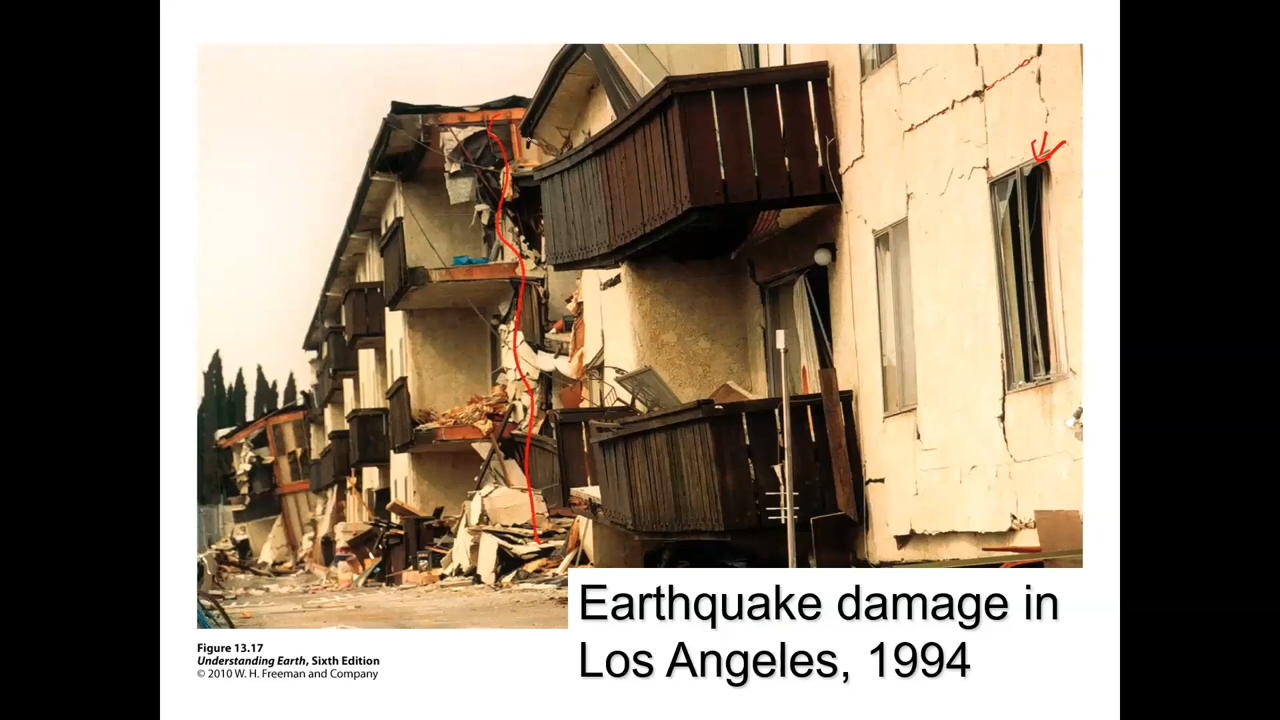 Earthquake damage in
Los Angeles, 1994
Figure 13.17
Understanding Earth, Sixth Edition
© 2010 W. H. Freeman and Company